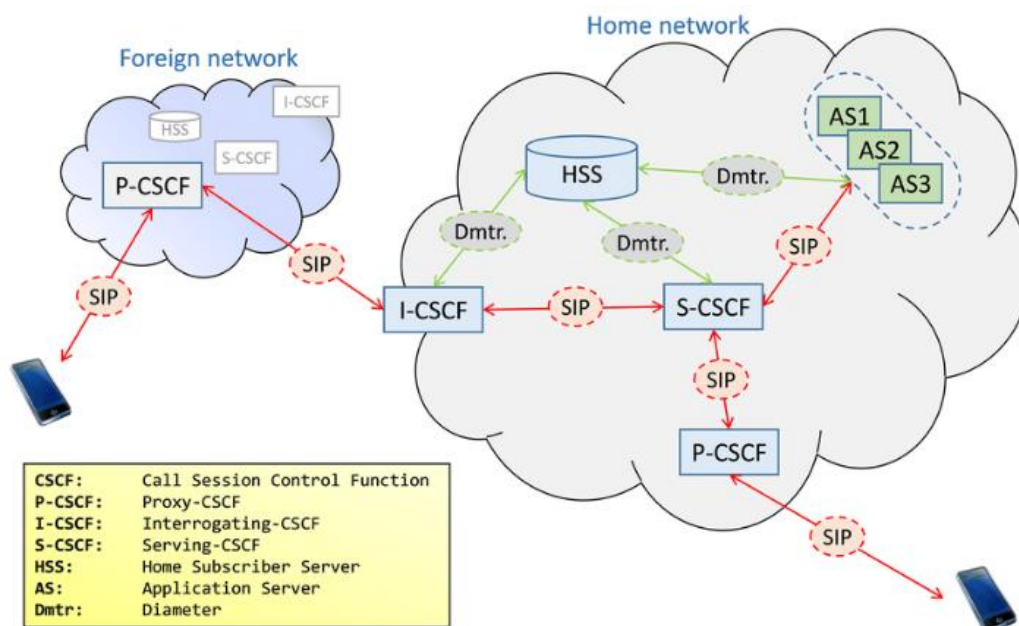 Home network
Foreign network
I-CSCF
HSS
S-CSCF
P-CSCF
AS1
AS2
AS3
HSS
Dmtr.
Dmtr.
Dmtr.
SIP
SIP
SIP
I-CSCF
SIP
S-CSCF
SIP
P-CSCF
SIP
CSCF: Call Session Control Function
P-CSCF: Proxy-CSCF
I-CSCF: Interrogating-CSCF
S-CSCF: Serving-CSCF
HSS: Home Subscriber Server
AS: Application Server
Dmtr: Diameter